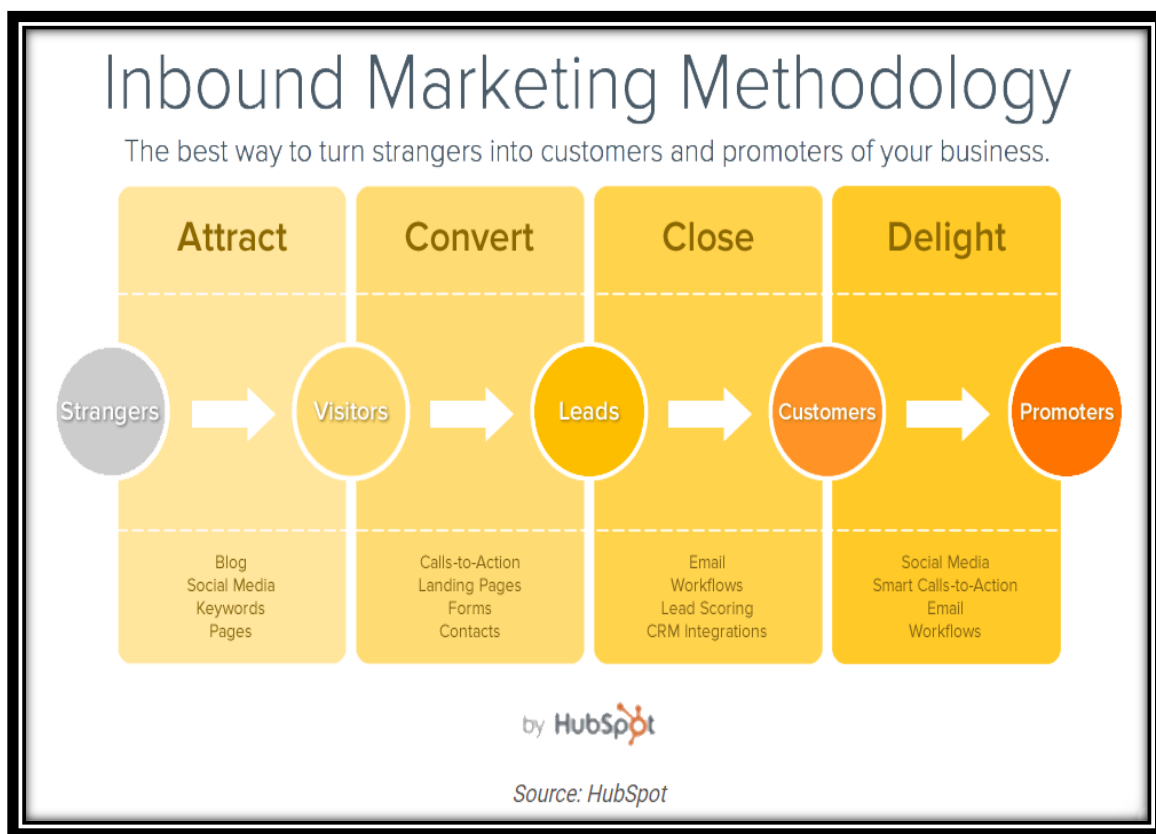 Inbound Marketing Methodology
The best way to turn strangers into customers and promoters of your business.
Attract
Convert
Close
Delight
Strangers
Visitors
Leads
Customers
Promoters
Blog
Social Media
Keywords
Pages
Calls-to-Action
Landing Pages
Forms
Contacts
Email
Workflows
Lead Scoring
CRM Integrations
Social Media
Smart Calls-to-Action
Email
Workflows
by HubSpot
Source: HubSpot